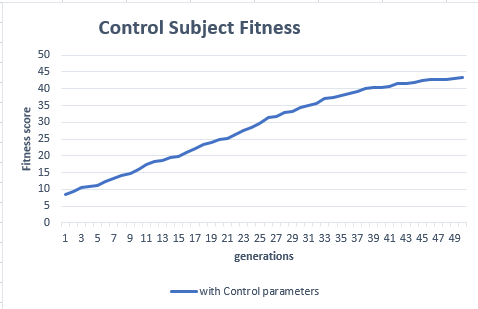 Control Subject Fitness
50
45
40
35
30
25
20
15
10
5
0
Fitness score
1 3 5 7 9 11 13 15 17 19 21 23 25 27 29 31 33 35 37 39 41 43 45 47 49
generations
with Control parameters